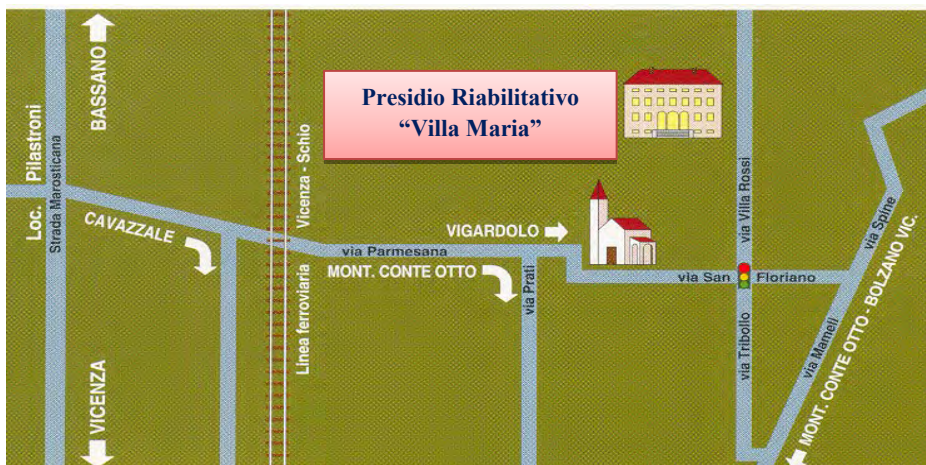 Presidio Riabilitativo
“Villa Maria”
BASSANO
Loc. Pilastroni
Strada Marosticana
CAVAZZALE
Vicenza - Schio
Linea ferroviaria
via Parmesana
VIGARDOLO
MONT. CONTE OTTO
via Prati
via San Floriano
via Villa Rossi
via Tribollo
via Spine
via Mameli
MONT. CONTE OTTO - BOLZANO VIC.
VICENZA